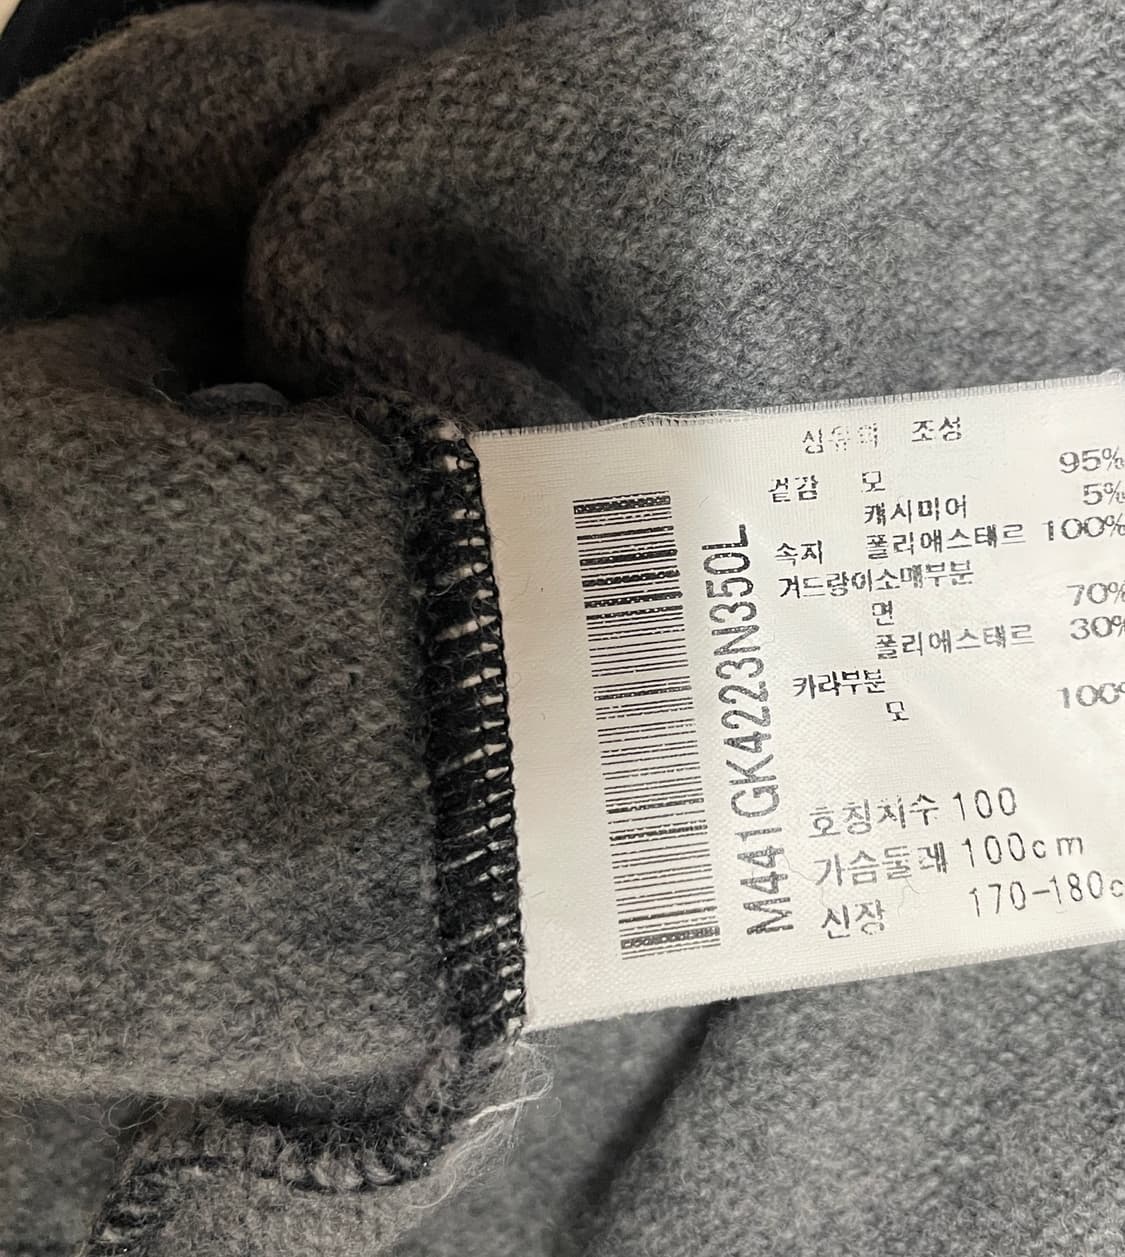 섬유의 조성
겉감 모 95%
캐시미어 5%
속지 폴리에스태르 100%
겨드랑이소매부분
면 70%
폴리에스태르 30%
카라부분
모 100%
호칭치수 100
가슴둘레 100cm
신장 170-180c
M441GK4223N350L